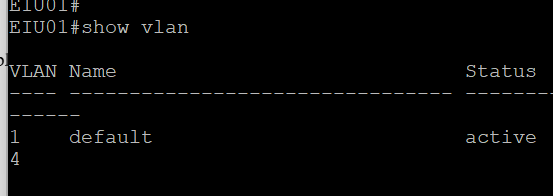 EIU01#
EIU01#show vlan
VLAN Name Status
---- -------------------------------- -------
------
1 default active
4